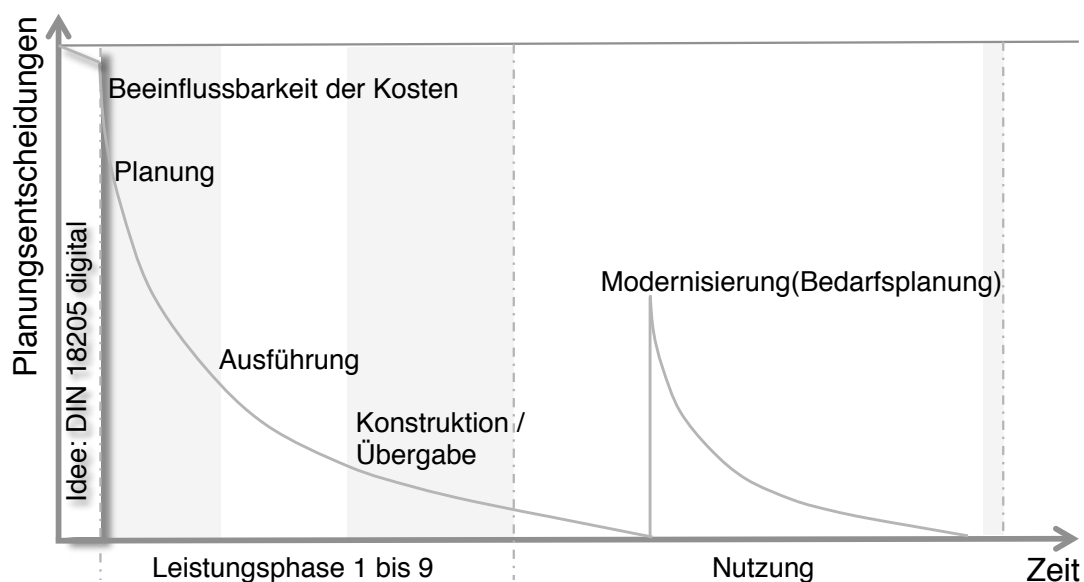 Planungsentscheidungen
Idee: DIN 18205 digital
Beeinflussbarkeit der Kosten
Planung
Ausführung
Konstruktion /
Übergabe
Modernisierung(Bedarfsplanung)
Leistungsphase 1 bis 9
Nutzung
Zeit